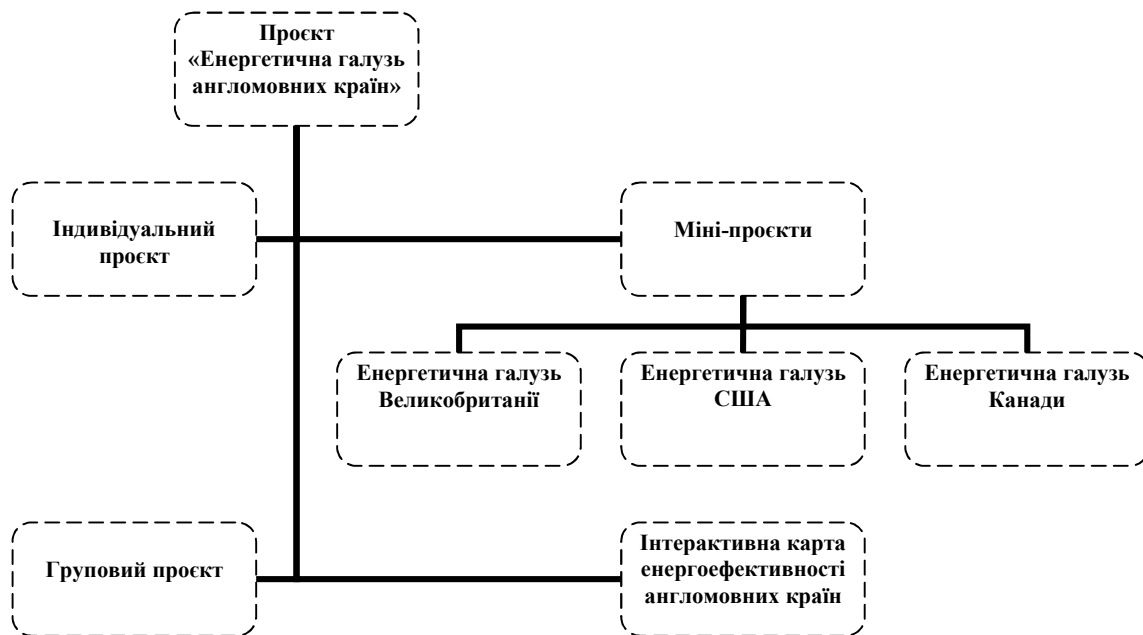 Проєкт
«Енергетична галузь
англомовних країн»
Індивідуальний
проєкт
Міні-проєкти
Енергетична галузь
Великобританії
Енергетична галузь
США
Енергетична галузь
Канади
Груповий проєкт
Інтерактивна карта
енергоефективності
англомовних країн